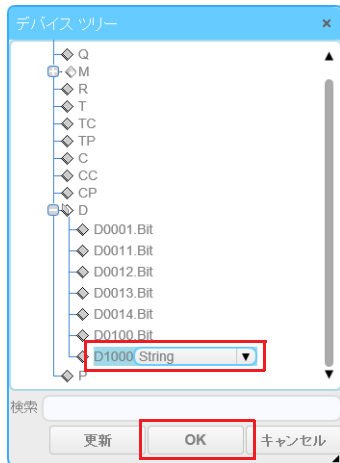 デバイス ツリー ×
Q
M
R
T
TC
TP
C
CC
CP
D
D0001.Bit
D0011.Bit
D0012.Bit
D0013.Bit
D0014.Bit
D0100.Bit
D1000 String
P
検索
更新 OK キャンセル